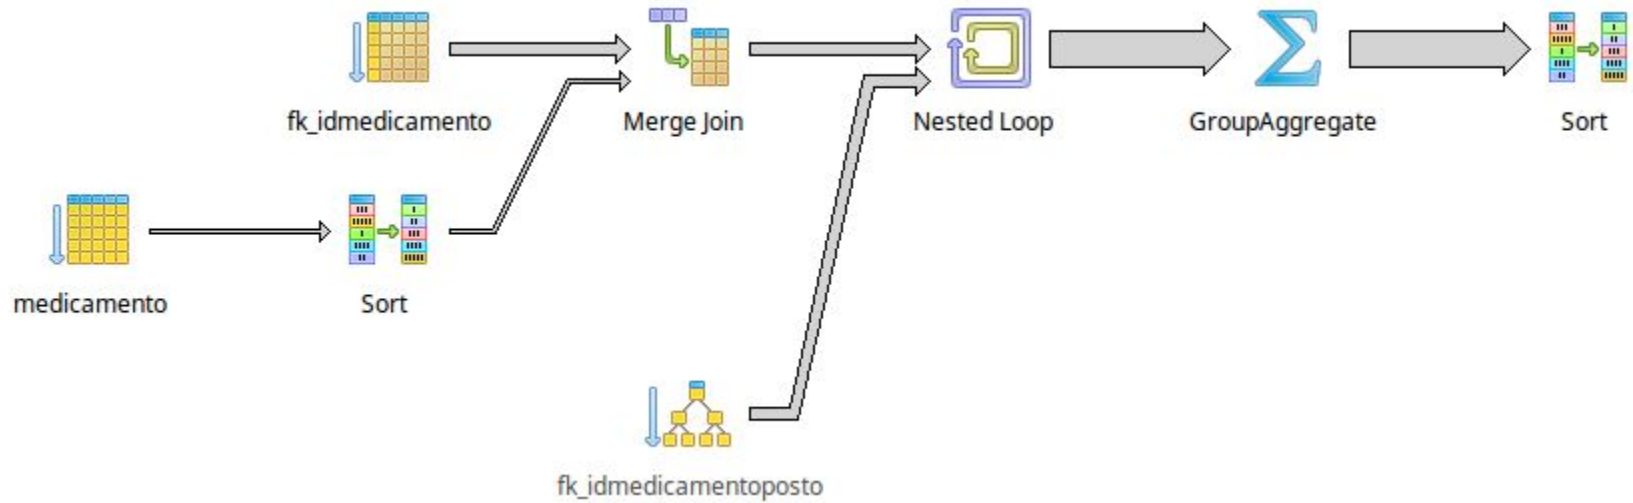 fk_idmedicamento
Merge Join
Nested Loop
GroupAggregate
Sort
medicamento
Sort
fk_idmedicamentoposto